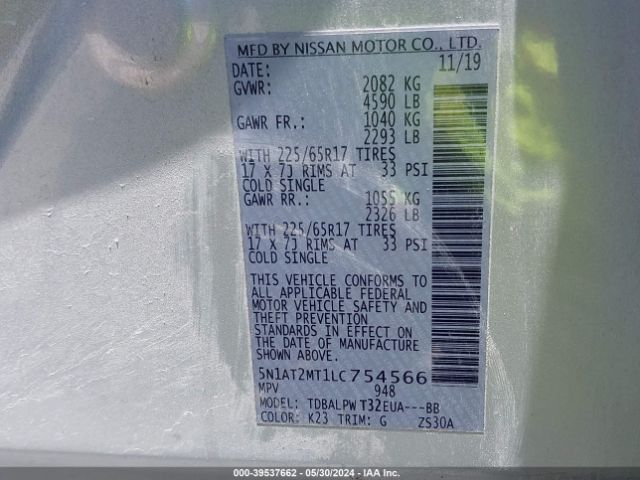 MFD BY NISSAN MOTOR CO., LTD.
DATE: 11/19
GVWR: 2082 KG
4590 LB
GAWR FR.: 1040 KG
2293 LB
WITH 225/65R17 TIRES
17 X 7J RIMS AT 33 PSI
COLD SINGLE
GAWR RR.: 1055 KG
2326 LB
WITH 225/65R17 TIRES
17 X 7J RIMS AT 33 PSI
COLD SINGLE
THIS VEHICLE CONFORMS TO
ALL APPLICABLE FEDERAL
MOTOR VEHICLE SAFETY AND
THEFT PREVENTION
STANDARDS IN EFFECT ON
THE DATE OF MANUFACTURE
SHOWN ABOVE.
5N1AT2MT1LC754566
MPV 948
MODEL: TDBALPW T32EUA---BB
COLOR: K23 TRIM: G ZS30A
000-39537662 - 05/30/2024 - IAA Inc.